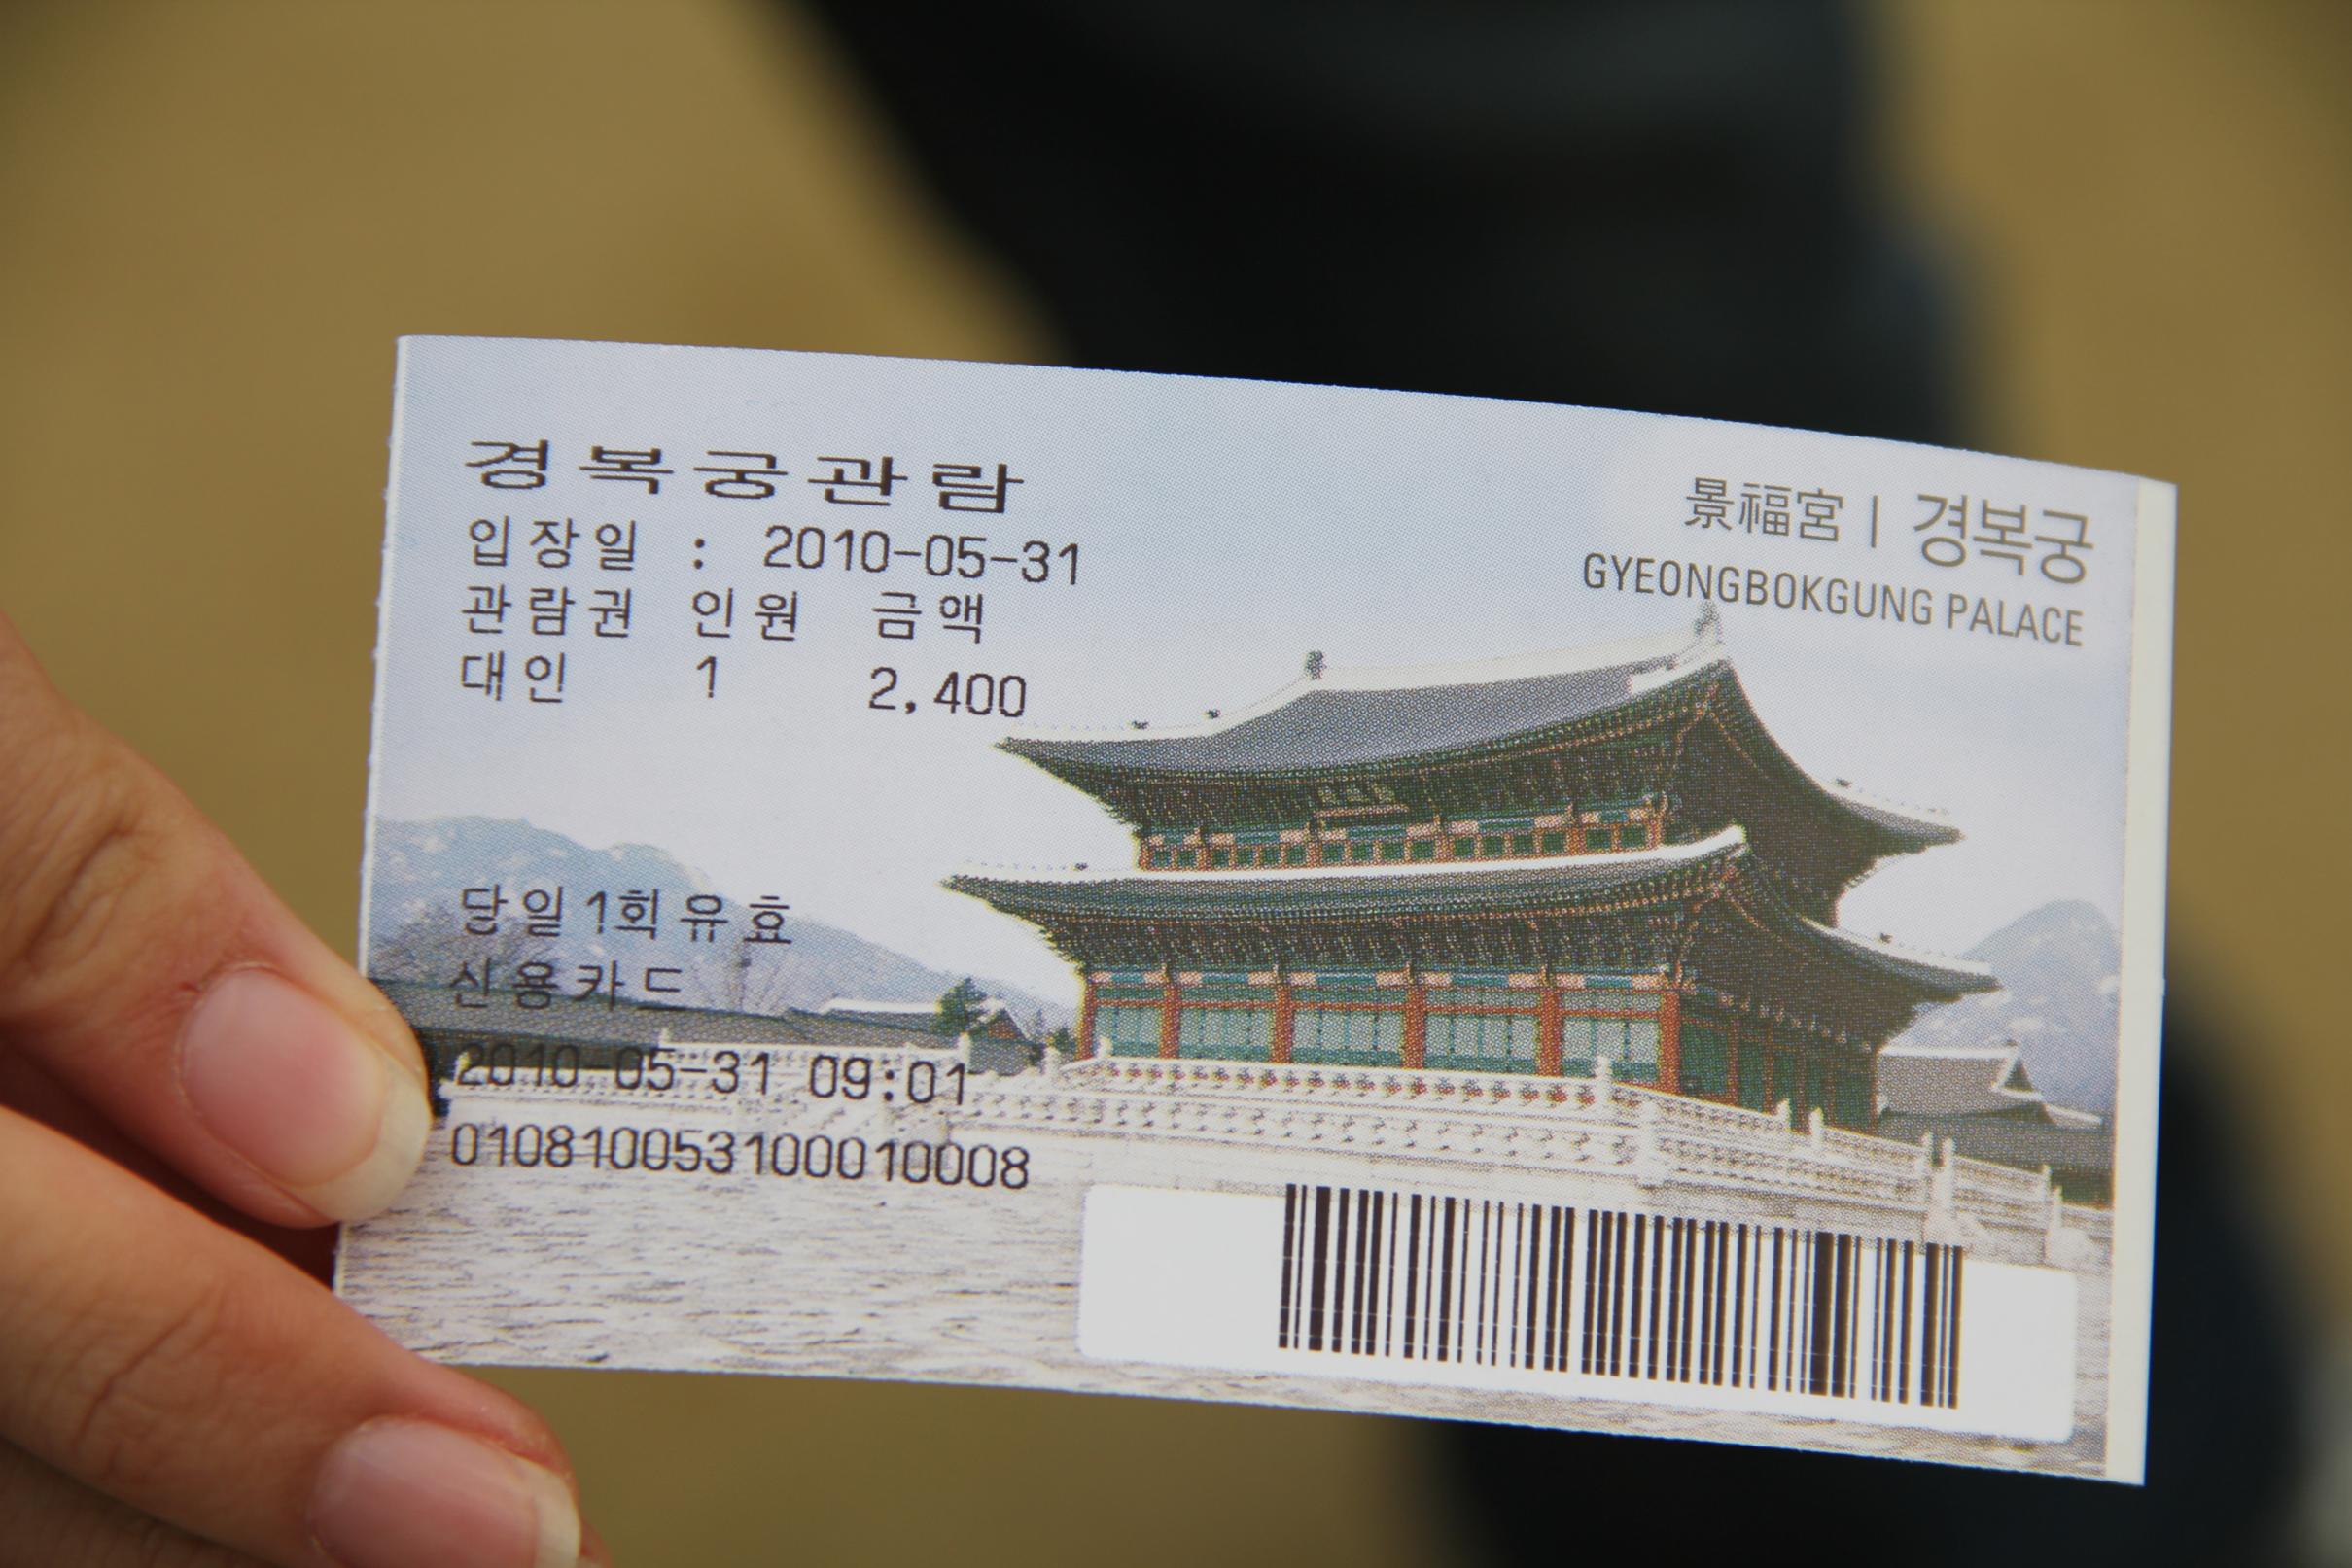 경복궁관람
입장일 : 2010-05-31
관람권 인원 금액
대인 1 2,400
당일1회유효
신용카드
2010-05-31 09:01
010810053100010008
景福宮 | 경복궁
GYEONGBOKGUNG PALACE